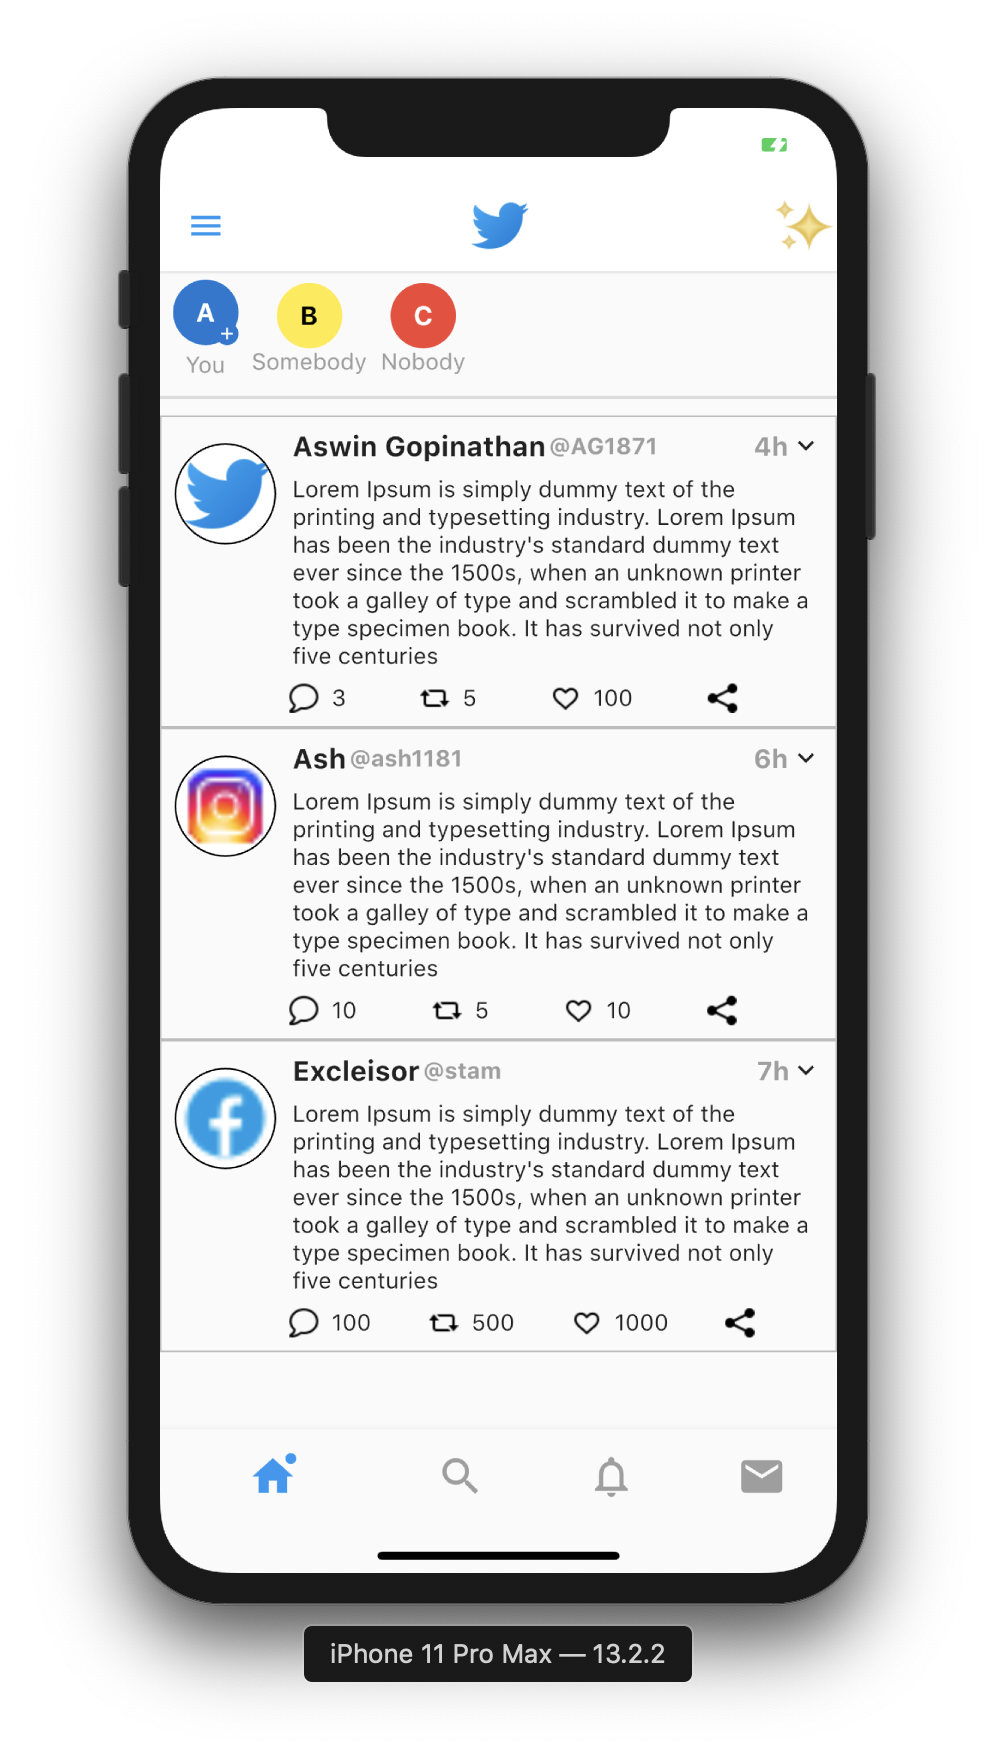 A
B
C
You
Somebody
Nobody
Aswin Gopinathan @AG1871 4h
Lorem Ipsum is simply dummy text of the
printing and typesetting industry. Lorem Ipsum
has been the industry's standard dummy text
ever since the 1500s, when an unknown printer
took a galley of type and scrambled it to make a
type specimen book. It has survived not only
five centuries
3 5 100
Ash @ash1181 6h
Lorem Ipsum is simply dummy text of the
printing and typesetting industry. Lorem Ipsum
has been the industry's standard dummy text
ever since the 1500s, when an unknown printer
took a galley of type and scrambled it to make a
type specimen book. It has survived not only
five centuries
10 5 10
Excleisor @stam 7h
Lorem Ipsum is simply dummy text of the
printing and typesetting industry. Lorem Ipsum
has been the industry's standard dummy text
ever since the 1500s, when an unknown printer
took a galley of type and scrambled it to make a
type specimen book. It has survived not only
five centuries
100 500 1000
iPhone 11 Pro Max — 13.2.2